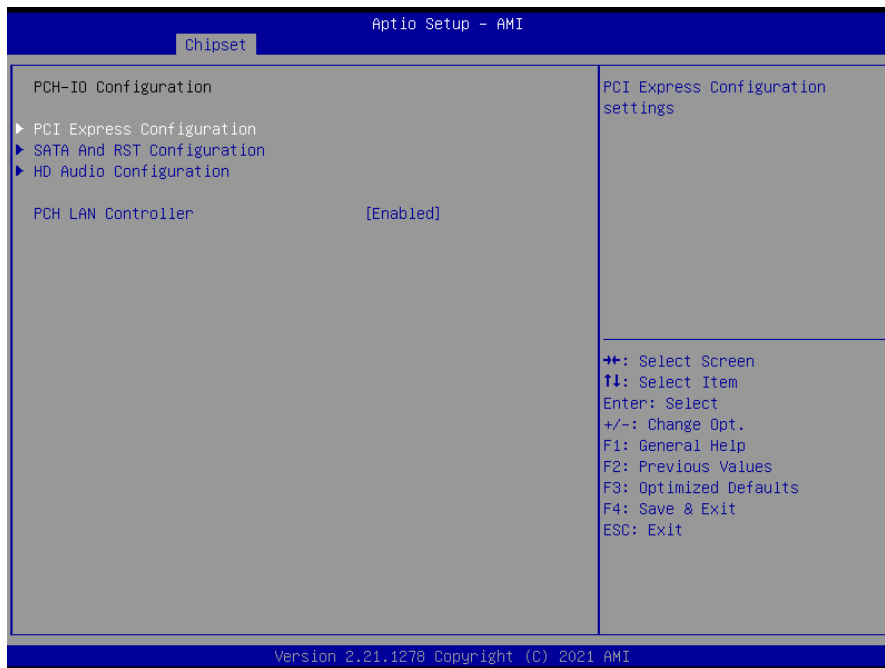 Aptio Setup – AMI
Chipset
PCH-IO Configuration
▶ PCI Express Configuration
▶ SATA And RST Configuration
▶ HD Audio Configuration
PCH LAN Controller [Enabled]
PCI Express Configuration
settings
→←: Select Screen
↑↓: Select Item
Enter: Select
+/-: Change Opt.
F1: General Help
F2: Previous Values
F3: Optimized Defaults
F4: Save & Exit
ESC: Exit
Version 2.21.1278 Copyright (C) 2021 AMI